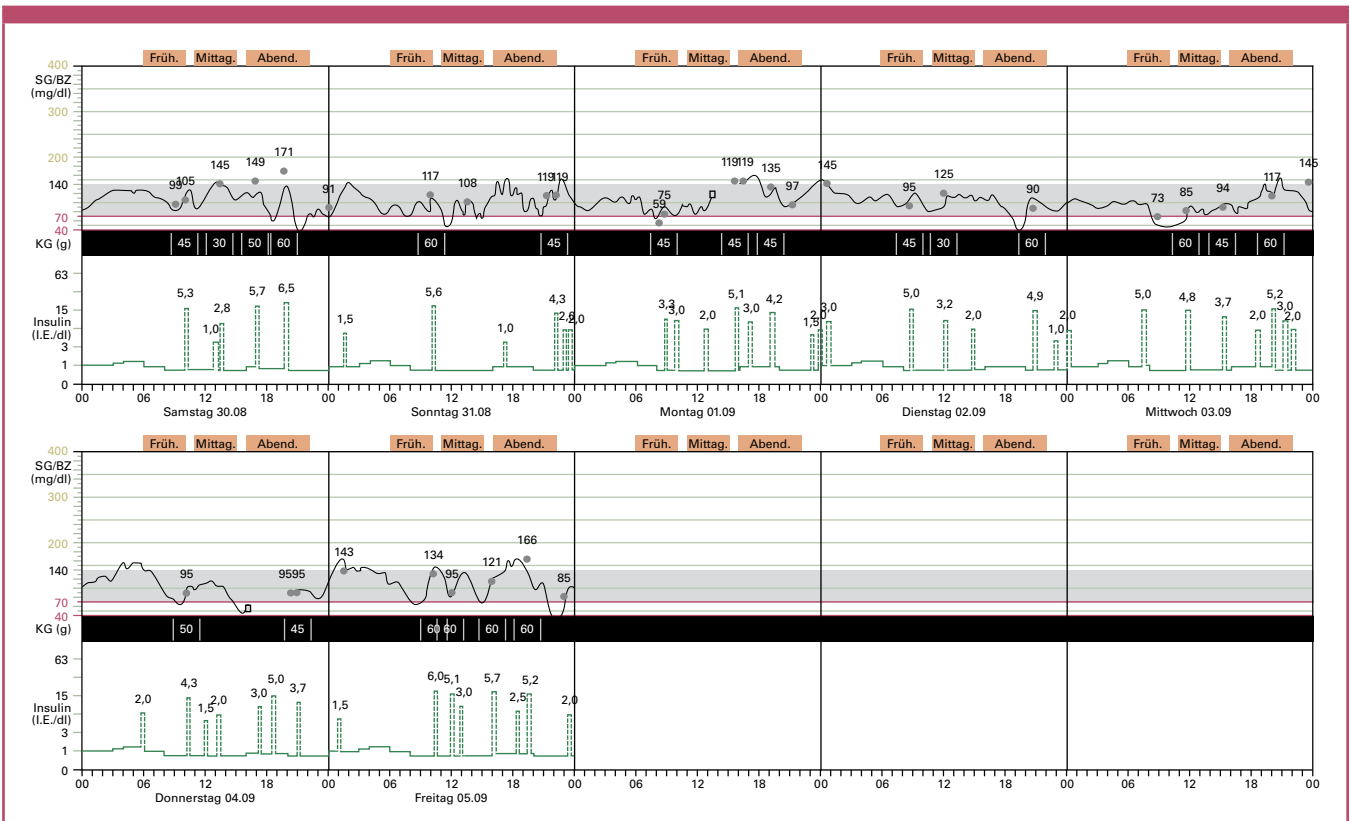 Früh. Mittag. Abend. Früh. Mittag. Abend. Früh. Mittag. Abend. Früh. Mittag. Abend. Früh. Mittag. Abend.
400
SG/BZ
(mg/dl)
300
200
140
70
40
99 105 145 149 171 91 117 108 119 119 59 75 119 119 135 97 145 95 125 90 73 85 94 117 145
KG (g) 45 30 50 60 60 45 45 45 45 45 30 60 60 45 60
63
15
Insulin
(I.E./dl)
3
1
0
5,3 1,0 2,8 5,7 6,5 1,5 5,6 1,0 4,3 2,0 3,3 3,0 2,0 5,1 3,0 4,2 1,5 3,0 5,0 3,2 2,0 4,9 1,0 2,0 5,0 4,8 3,7 2,0 5,2 3,0 2,0
00 06 12 18 00 06 12 18 00 06 12 18 00 06 12 18 00 06 12 18 00
Samstag 30.08 Sonntag 31.08 Montag 01.09 Dienstag 02.09 Mittwoch 03.09
Früh. Mittag. Abend. Früh. Mittag. Abend. Früh. Mittag. Abend. Früh. Mittag. Abend. Früh. Mittag. Abend.
400
SG/BZ
(mg/dl)
300
200
140
70
40
95 95 95 143 134 95 121 166 85
KG (g) 50 45 60 60 60 60
63
15
Insulin
(I.E./dl)
3
1
0
2,0 4,3 1,5 2,0 3,0 5,0 3,7 1,5 6,0 5,1 3,0 5,7 2,5 5,2 2,0
00 06 12 18 00 06 12 18 00 06 12 18 00 06 12 18 00 06 12 18 00
Donnerstag 04.09 Freitag 05.09